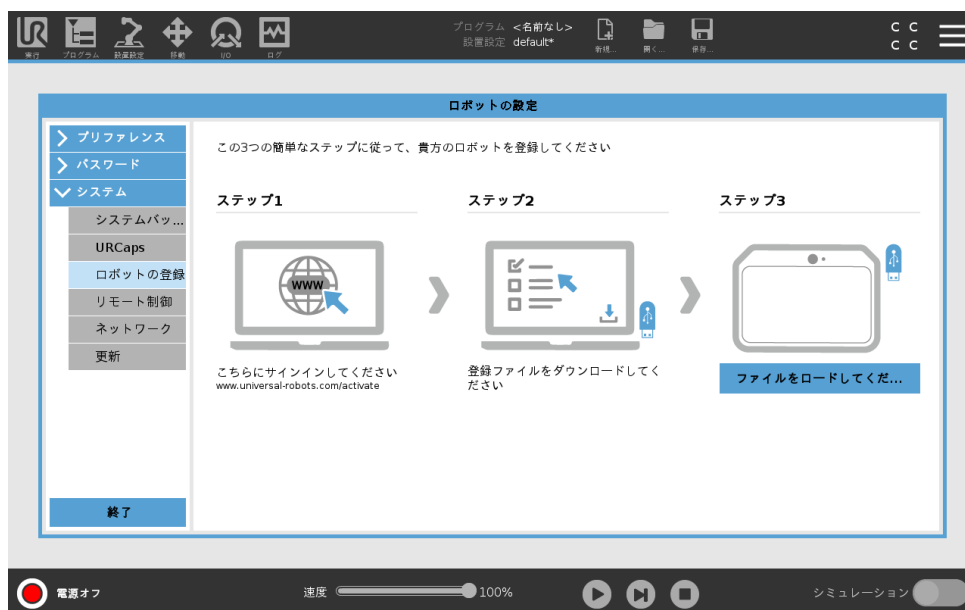 UR
実行
プログラム
設置設定
移動
I/O
ログ
プログラム <名前なし>
設置設定 default*
新規...
開く...
保存...
C C
C C
ロボットの設定
プリファレンス
パスワード
システム
システムバッ...
URCaps
ロボットの登録
リモート制御
ネットワーク
更新
終了
この3つの簡単なステップに従って、貴方のロボットを登録してください
ステップ1
www
こちらにサインインしてください
www.universal-robots.com/activate
ステップ2
登録ファイルをダウンロードしてく
ださい
ステップ3
ファイルをロードしてくだ...
電源オフ
速度
100%
シミュレーション